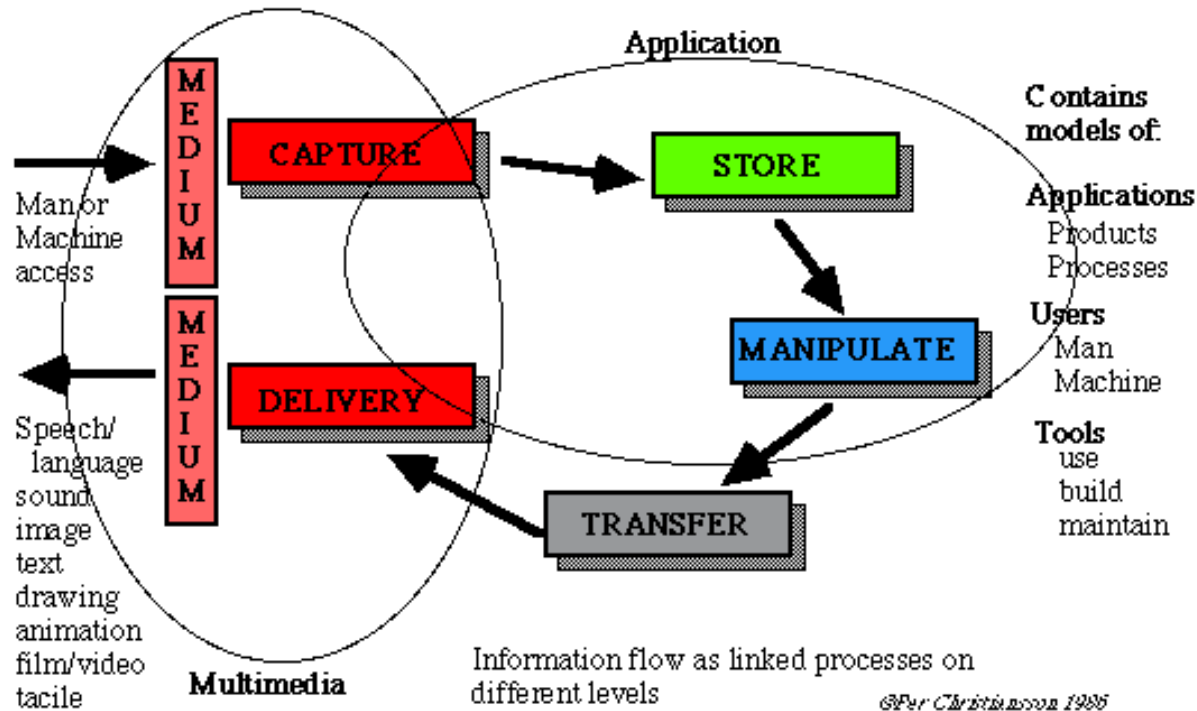 Application
MEDIUM
CAPTURE
STORE
Contains
models of:
Man or
Machine
access
Applications
Products
Processes
MEDIUM
DELIVERY
MANIPULATE
Users
Man
Machine
Speech/
language
sound
image
text
drawing
animation
film/video
tacile
Tools
use
build
maintain
TRANSFER
Multimedia
Information flow as linked processes on
different levels
@Per Christiansson 1986